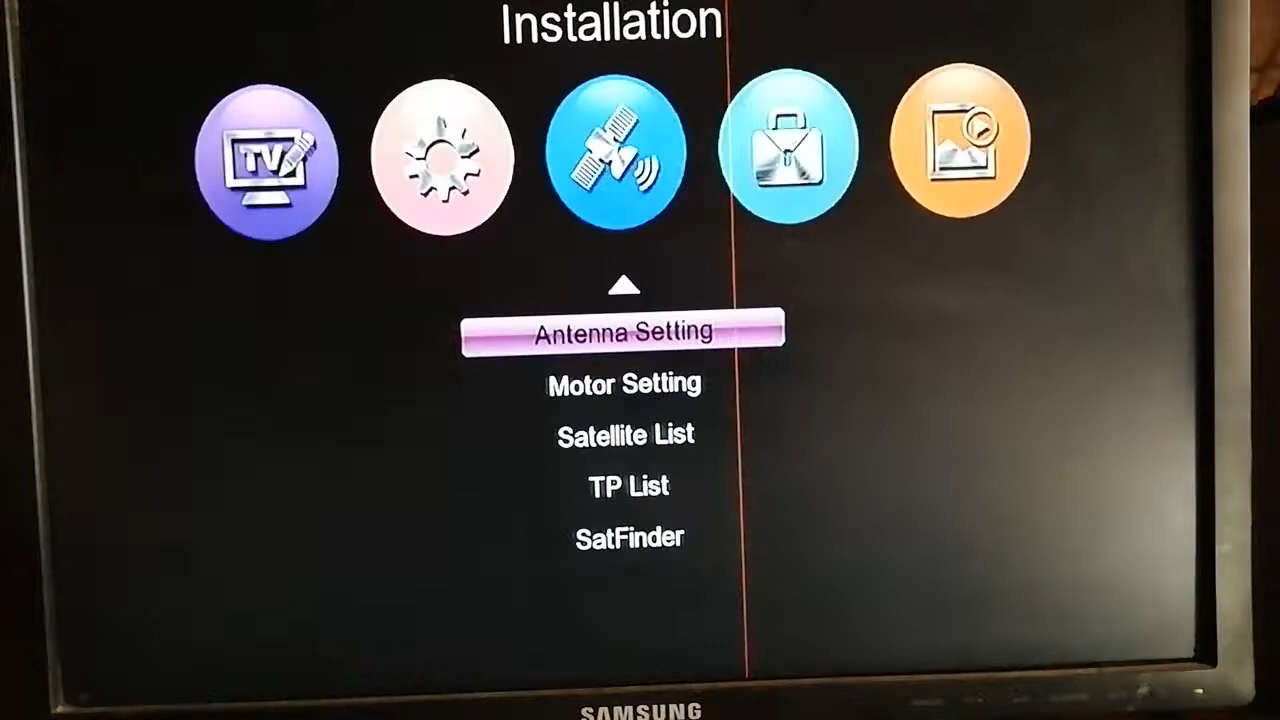 Installation
TV
Antenna Setting
Motor Setting
Satellite List
TP List
SatFinder
SAMSUNG